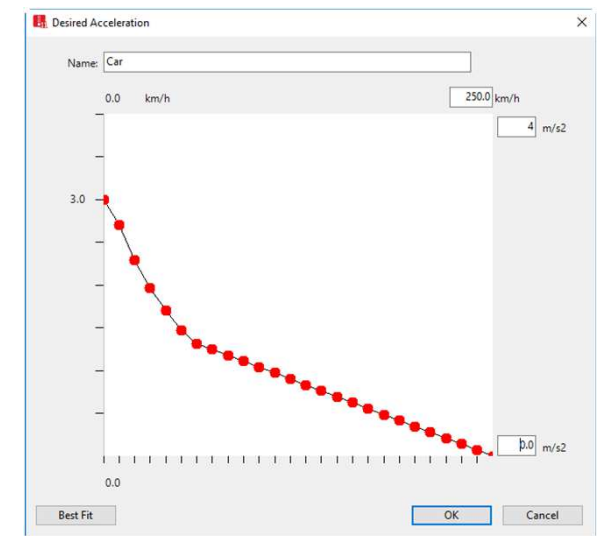 Desired Acceleration
Name: Car
0.0 km/h 250.0 km/h
4 m/s2
3.0
0.0 m/s2
0.0
Best Fit OK Cancel